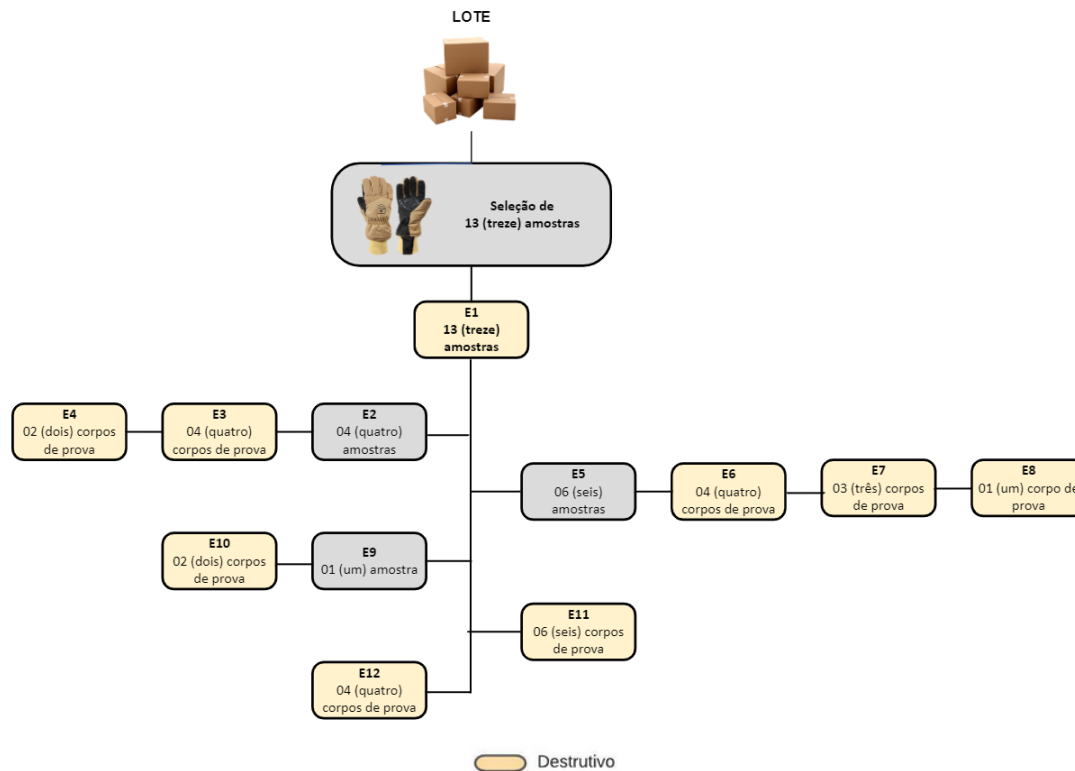 LOTE
Seleção de
13 (treze) amostras
E1
13 (treze)
amostras
E4
02 (dois) corpos
de prova
E3
04 (quatro)
corpos de prova
E2
04 (quatro)
amostras
E5
06 (seis)
amostras
E6
04 (quatro)
corpos de prova
E7
03 (três) corpos
de prova
E8
01 (um) corpo de
prova
E10
02 (dois) corpos
de prova
E9
01 (um) amostra
E11
06 (seis) corpos
de prova
E12
04 (quatro)
corpos de prova
Destrutivo